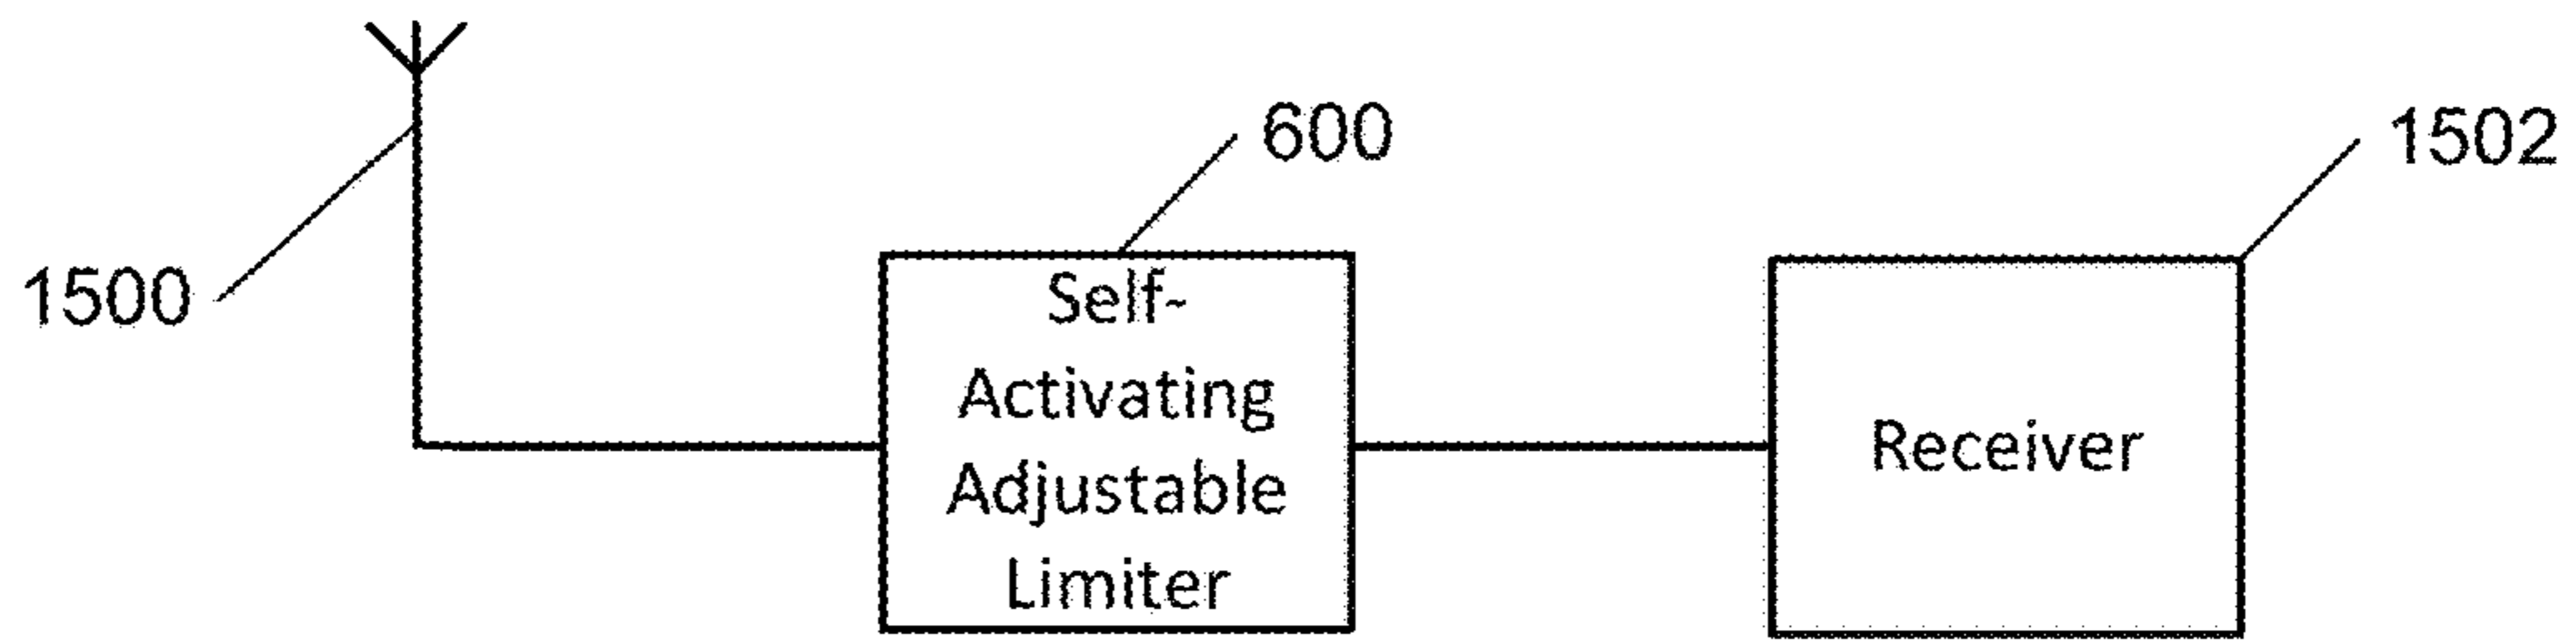 600
1502
1500
Self-
Activating
Adjustable
Limiter
Receiver